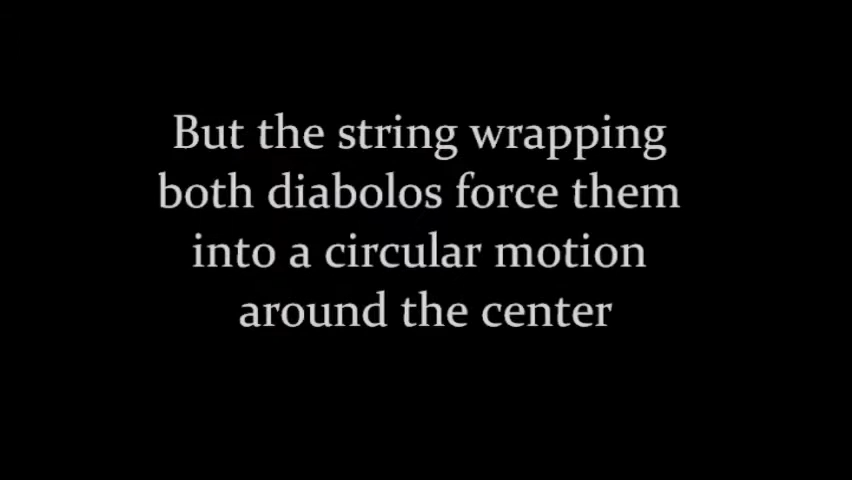 But the string wrapping
both diabolos force them
into a circular motion
around the center